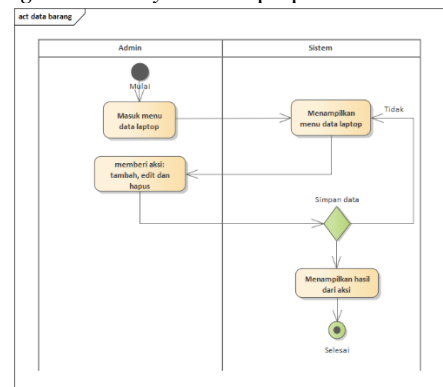 act data barang
Admin
Sistem
Mulai
Masuk menu
data laptop
Menampilkan
menu data laptop
Tidak
memberi aksi:
tambah, edit dan
hapus
Simpan data
Menampilkan hasil
dari aksi
Selesai